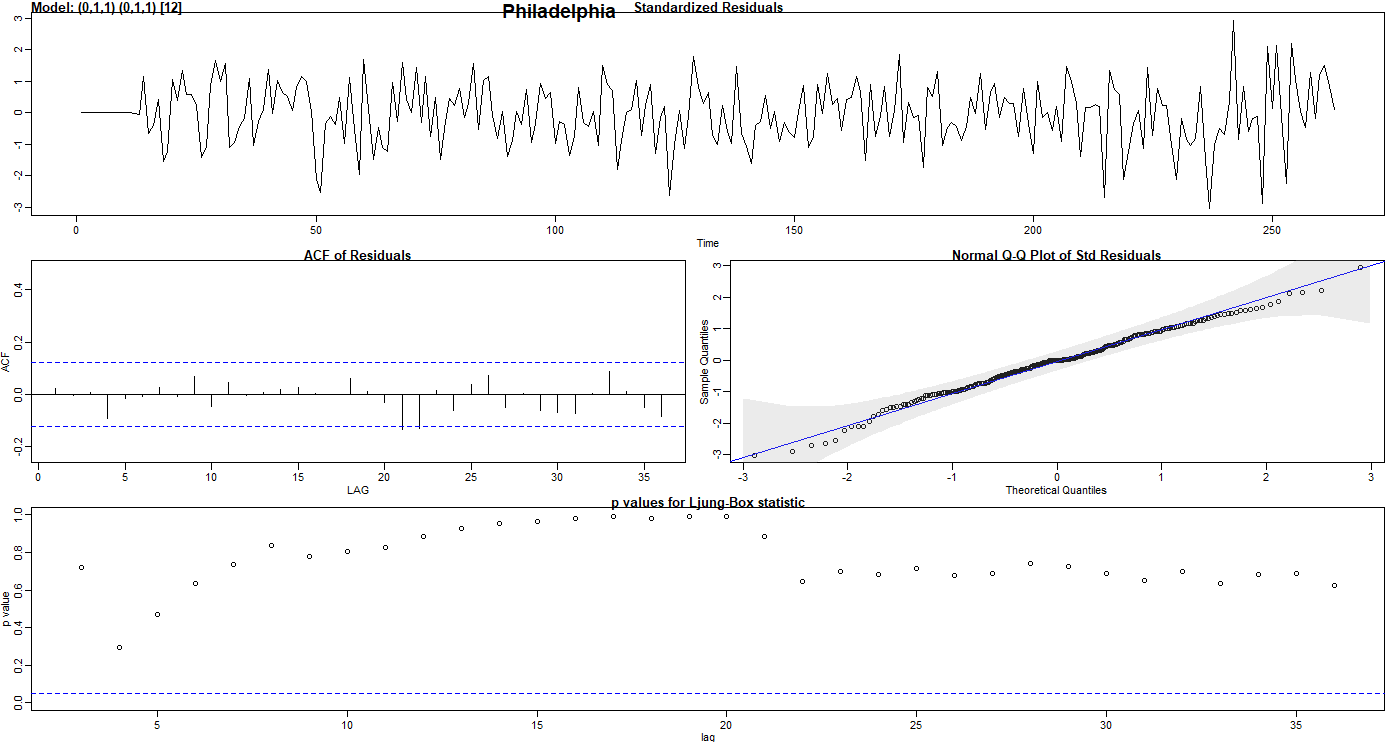 Model: (0,1,1) (0,1,1) [12]
Philadelphia
Standardized Residuals
3
2
1
0
-1
-2
-3
0 50 100 150 200 250
Time
ACF of Residuals
ACF
0.4
0.2
0.0
-0.2
0 5 10 15 20 25 30 35
LAG
Normal Q-Q Plot of Std Residuals
Sample Quantiles
3
2
1
0
-1
-2
-3
-3 -2 -1 0 1 2 3
Theoretical Quantiles
p values for Ljung-Box statistic
p value
1.0
0.8
0.6
0.4
0.2
0.0
5 10 15 20 25 30 35
lag